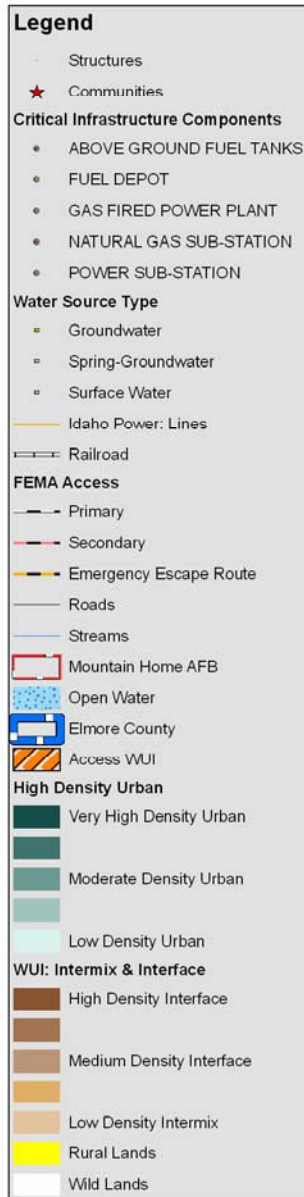 Legend
Structures
Communities
Critical Infrastructure Components
ABOVE GROUND FUEL TANKS
FUEL DEPOT
GAS FIRED POWER PLANT
NATURAL GAS SUB-STATION
POWER SUB-STATION
Water Source Type
Groundwater
Spring-Groundwater
Surface Water
Idaho Power: Lines
Railroad
FEMA Access
Primary
Secondary
Emergency Escape Route
Roads
Streams
Mountain Home AFB
Open Water
Elmore County
Access WUI
High Density Urban
Very High Density Urban
Moderate Density Urban
Low Density Urban
WUI: Intermix & Interface
High Density Interface
Medium Density Interface
Low Density Intermix
Rural Lands
Wild Lands